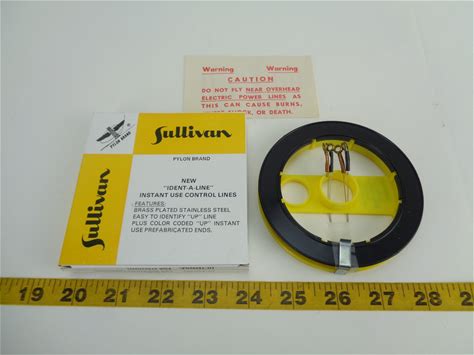 Warning Warning
CAUTION
DO NOT FLY NEAR OVERHEAD
ELECTRIC POWER LINES AS
THIS CAN CAUSE BURNS,
OR DEATH.
PYLON BRAND
®
Sullivan
PYLON BRAND
NEW
"IDENT-A-LINE"
INSTANT USE CONTROL LINES
FEATURES:
BRASS PLATED STAINLESS STEEL
EASY TO IDENTIFY "UP" LINE
PLUS COLOR CODED "UP" INSTANT
USE PREFABRICATED ENDS.
Sullivan
19 20 21 22 23 24 25 26 27 28